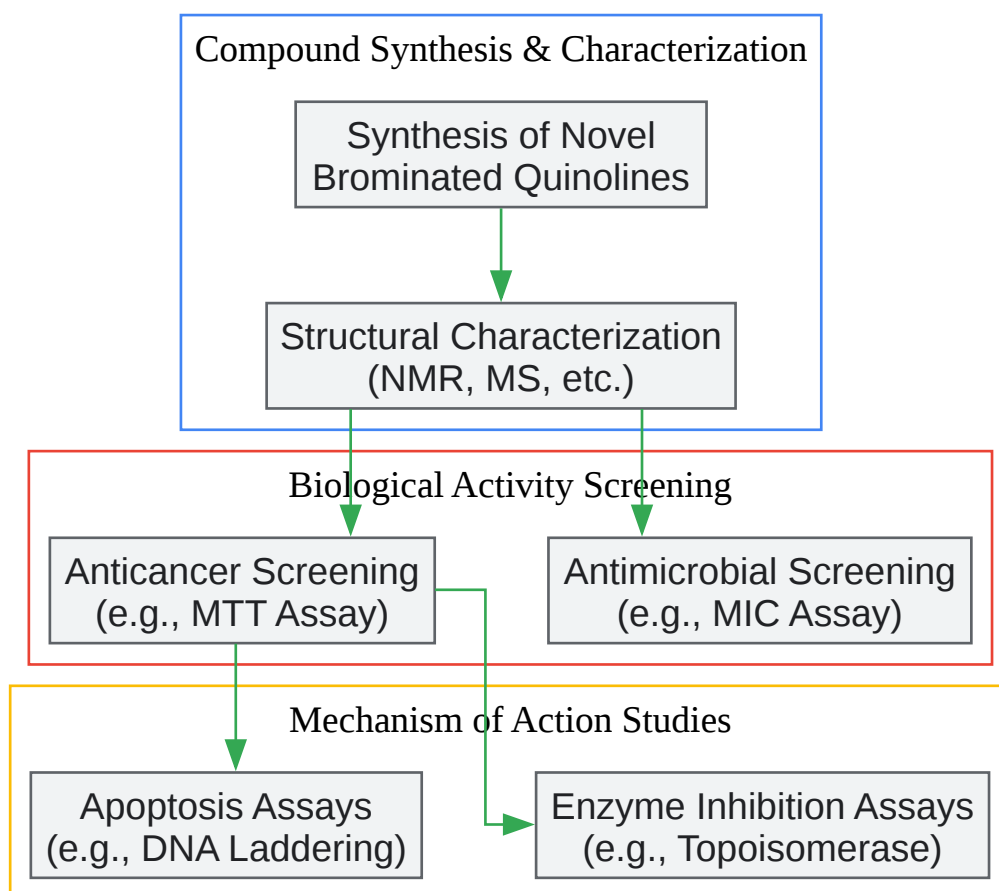 Compound Synthesis & Characterization
Synthesis of Novel
Brominated Quinolines
Structural Characterization
(NMR, MS, etc.)
Biological Activity Screening
Anticancer Screening
(e.g., MTT Assay)
Antimicrobial Screening
(e.g., MIC Assay)
Mechanism of Action Studies
Apoptosis Assays
(e.g., DNA Laddering)
Enzyme Inhibition Assays
(e.g., Topoisomerase)